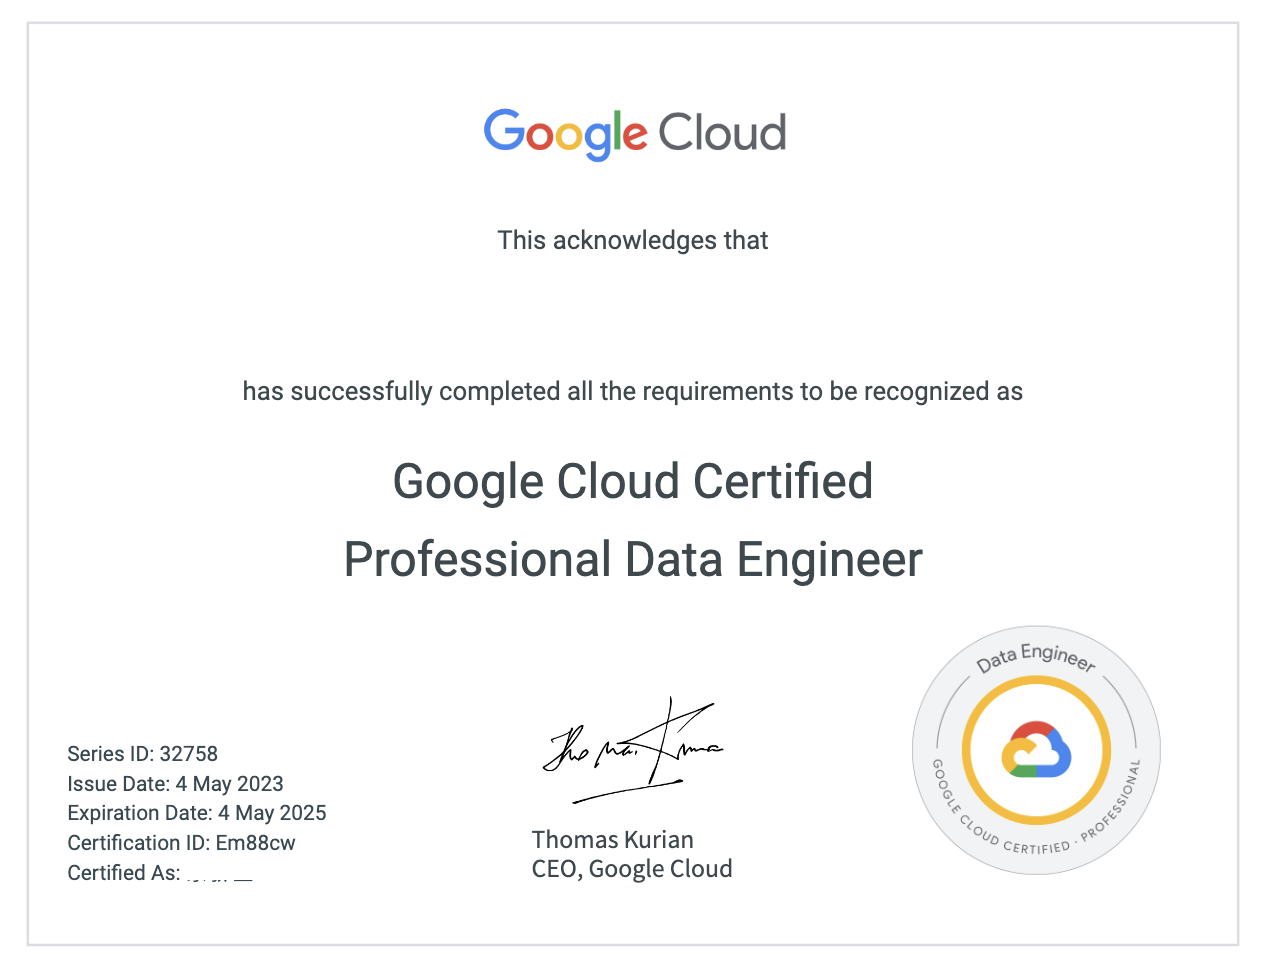 Google Cloud
This acknowledges that
has successfully completed all the requirements to be recognized as
Google Cloud Certified
Professional Data Engineer
Data Engineer
GOOGLE CLOUD CERTIFIED · PROFESSIONAL
Series ID: 32758
Issue Date: 4 May 2023
Expiration Date: 4 May 2025
Certification ID: Em88cw
Certified As:
Thomas Kurian
CEO, Google Cloud